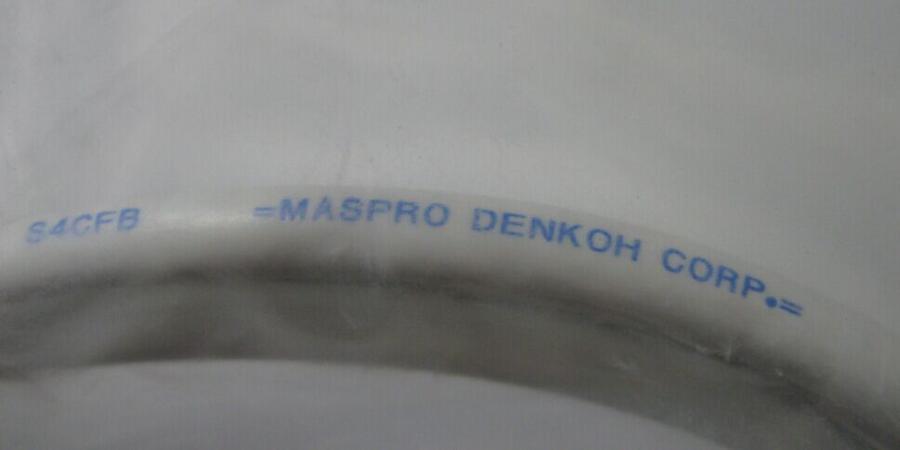 S4CFB =MASPRO DENKOH CORP.=